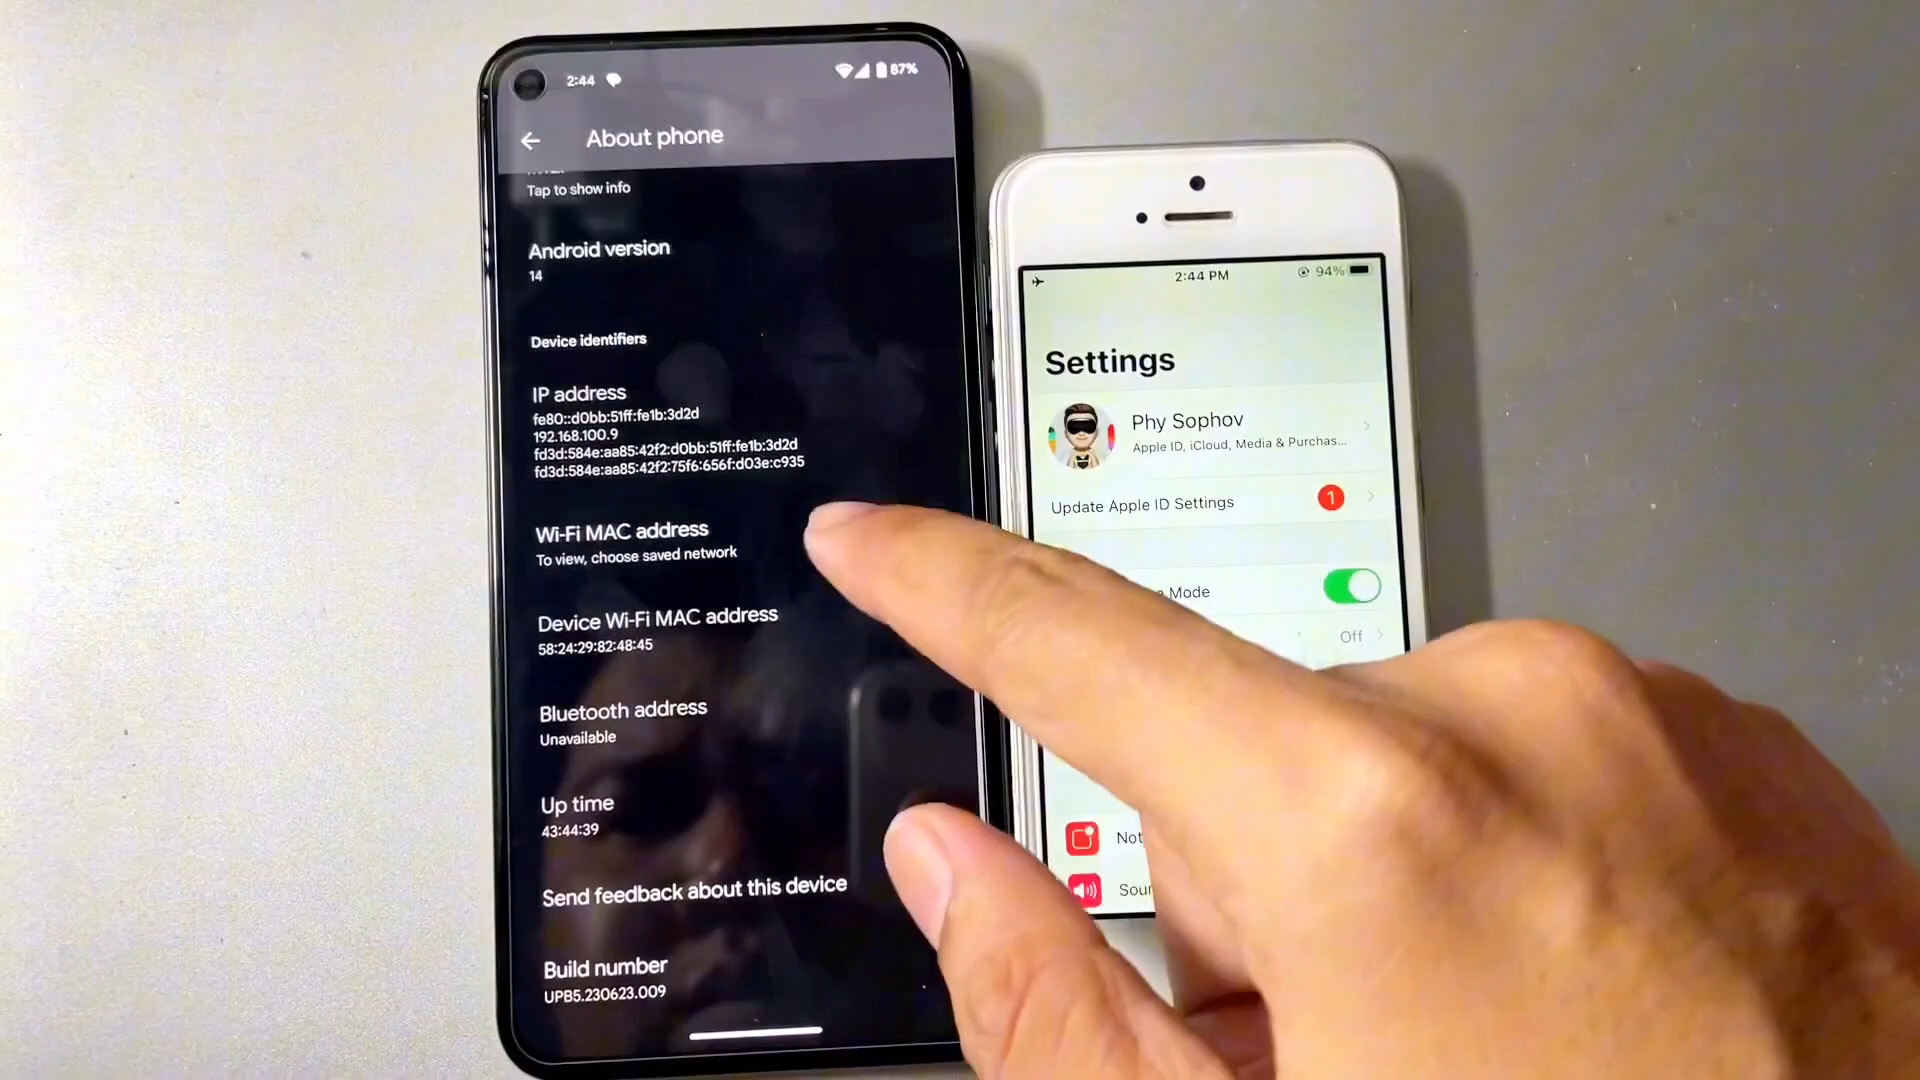 2:44
87%
About phone
Tap to show info
Android version
14
Device identifiers
IP address
fe80::d0bb:51ff:fe1b:3d2d
192.168.100.9
fd3d:584e:aa85:42f2:d0bb:51ff:fe1b:3d2d
fd3d:584e:aa85:42f2:75f6:656f:d03e:c935
Wi-Fi MAC address
To view, choose saved network
Device Wi-Fi MAC address
58:24:29:82:48:45
Bluetooth address
Unavailable
Up time
43:44:39
Send feedback about this device
Build number
UPB5.230623.009
2:44 PM
94%
Settings
Phy Sophov
Apple ID, iCloud, Media & Purchas...
Update Apple ID Settings
1
Mode
Off
Not
Sou